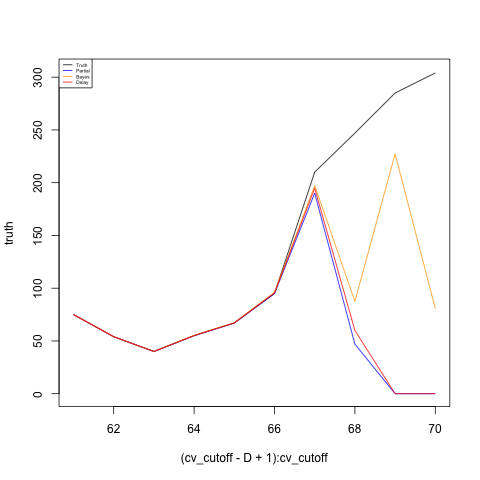 Truth
Partial
Bayes
Delay
300
250
200
150
100
50
0
truth
62 64 66 68 70
(cv_cutoff - D + 1):cv_cutoff